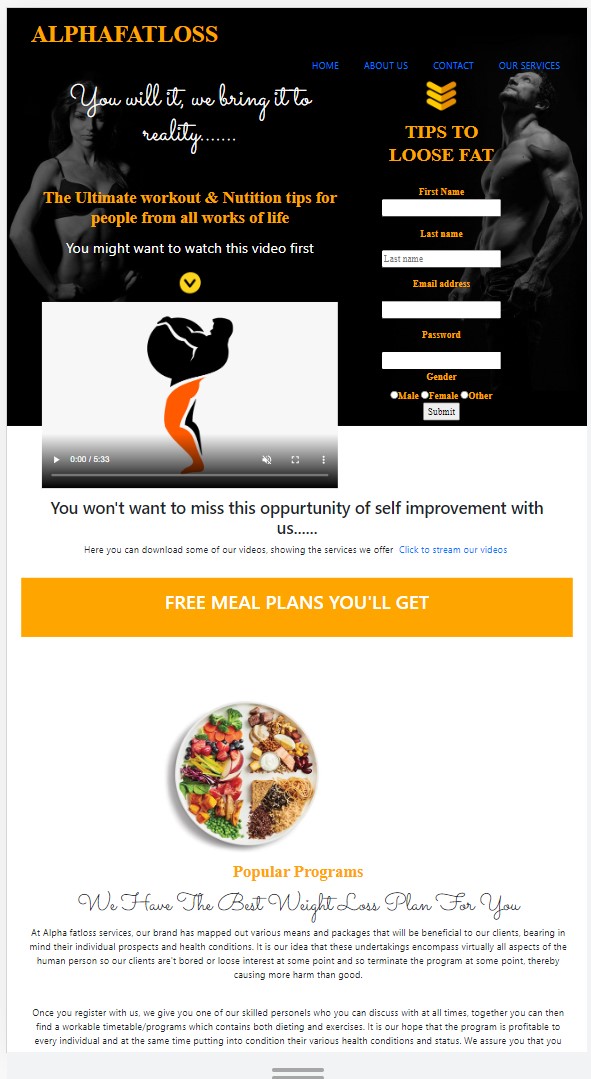 ALPHAFATLOSS
HOME ABOUT US CONTACT OUR SERVICES
You will it, we bring it to
reality.......
The Ultimate workout & Nutition tips for
people from all works of life
You might want to watch this video first
0:00 / 5:33
TIPS TO
LOOSE FAT
First Name
Last name
Last name
Email address
Password
Gender
Male Female Other
Submit
You won't want to miss this oppurtunity of self improvement with
us......
Here you can download some of our videos, showing the services we offer Click to stream our videos
FREE MEAL PLANS YOU'LL GET
Popular Programs
We Have The Best Weight Loss Plan For You
At Alpha fatloss services, our brand has mapped out various means and packages that will be beneficial to our clients, bearing in
mind their individual prospects and health conditions. It is our idea that these undertakings encompass virtually all aspects of the
human person so our clients are't bored or loose interest at some point and so terminate the program at some point, thereby
causing more harm than good.
Once you register with us, we give you one of our skilled personels who you can discuss with at all times, together you can then
find a workable timetable/programs which contains both dieting and exercises. It is our hope that the program is profitable to
every individual and at the same time putting into condition their various health conditions and status. We assure you that you